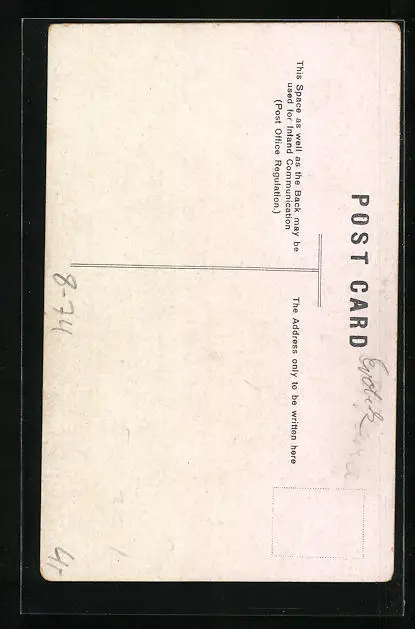 POST CARD
This Space as well as the Back may be
used for Inland Communication
(Post Office Regulation.)
The Address only to be written here
8-74